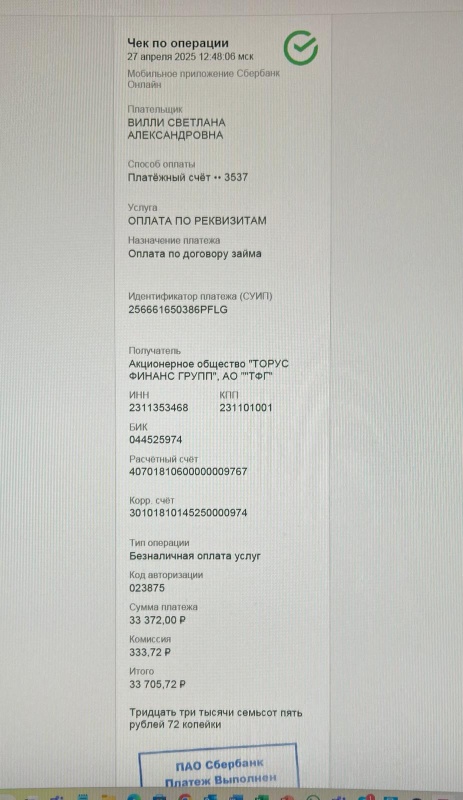 Чек по операции
27 апреля 2025 12:48:06 мск
Мобильное приложение Сбербанк
Онлайн
Плательщик
ВИЛЛИ СВЕТЛАНА
АЛЕКСАНДРОВНА
Способ оплаты
Платёжный счёт •• 3537
Услуга
ОПЛАТА ПО РЕКВИЗИТАМ
Назначение платежа
Оплата по договору займа
Идентификатор платежа (СУИП)
256661650386PFLG
Получатель
Акционерное общество "ТОРУС
ФИНАНС ГРУПП", АО ""ТФГ"
ИНН КПП
2311353468 231101001
БИК
044525974
Расчётный счёт
40701810600000009767
Корр. счёт
30101810145250000974
Тип операции
Безналичная оплата услуг
Код авторизации
023875
Сумма платежа
33 372,00 ₽
Комиссия
333,72 ₽
Итого
33 705,72 ₽
Тридцать три тысячи семьсот пять
рублей 72 копейки
ПАО Сбербанк
Платеж Выполнен